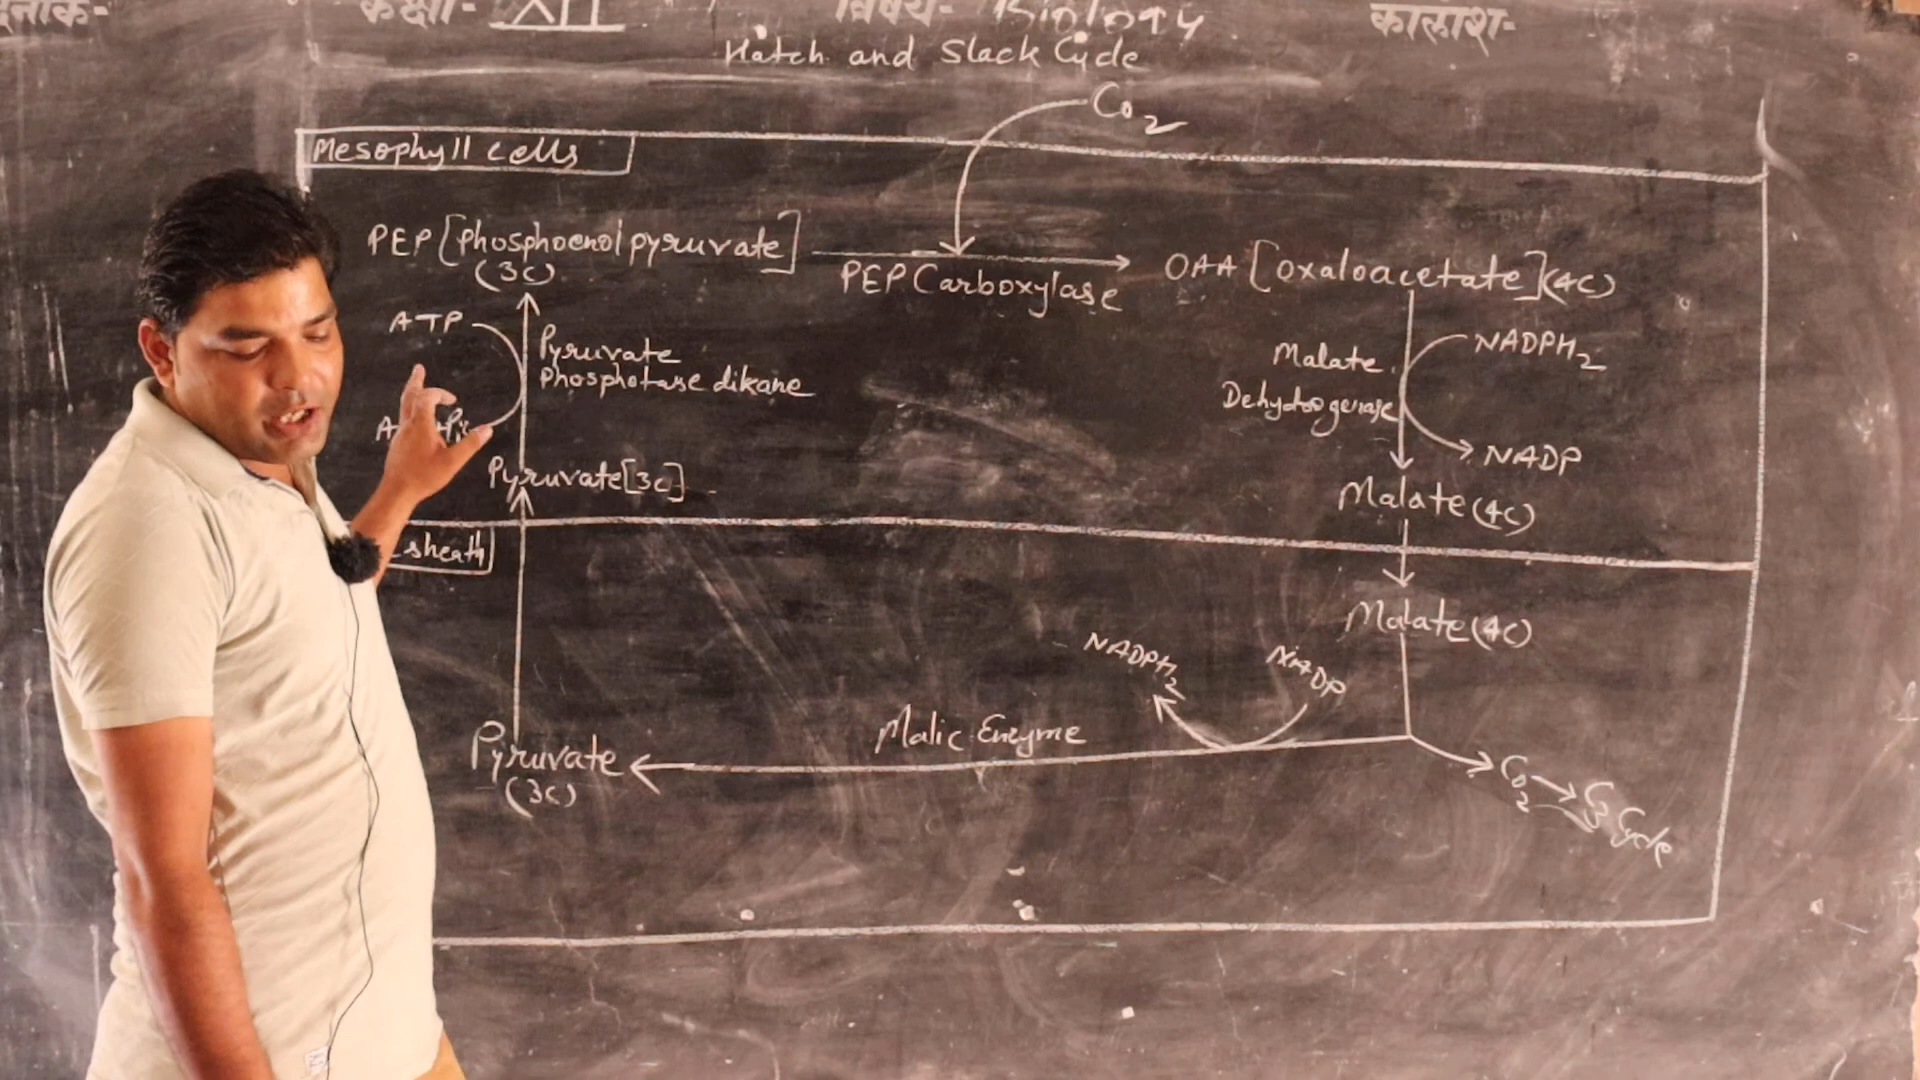 दिनांक- कक्षा- XII विषय- Biology कालांश-
Hatch and Slack Cycle
Co2
Mesophyll cells
PEP [Phosphoenol pyruvate]
(3C)
PEP Carboxylase
OAA [Oxaloacetate] (4C)
ATP
Pyruvate
Phosphotase dikane
Malate
Dehydrogenase
NADPH2
NADP
Pyruvate [3C]
Malate (4C)
sheath
Malate (4C)
NADPH2
NADP
Malic Enzyme
Pyruvate
(3C)
Co2
C3 Cycle